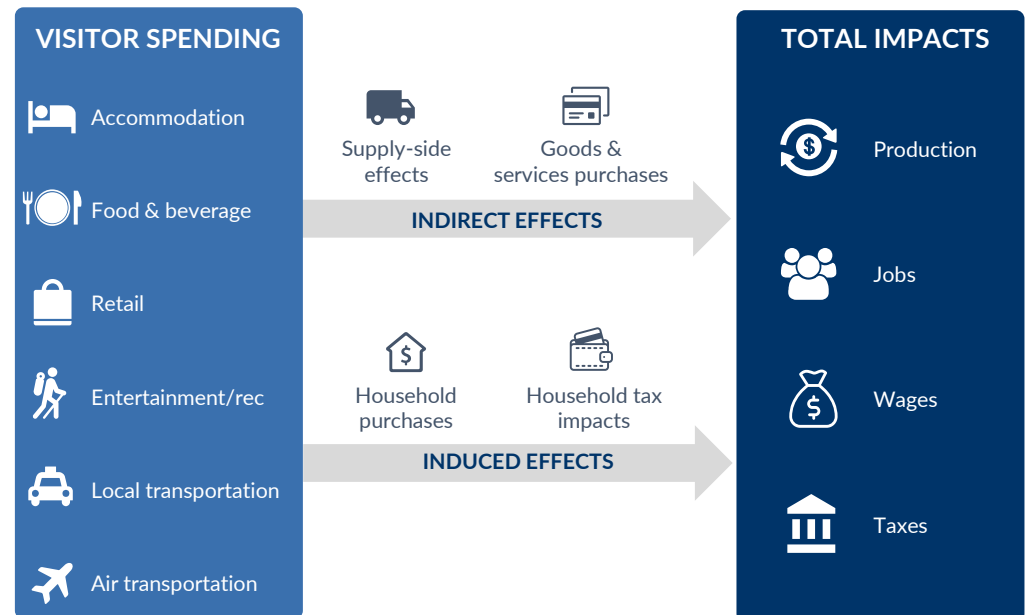 VISITOR SPENDING
Accommodation
Food & beverage
Retail
Entertainment/rec
Local transportation
Air transportation
Supply-side
effects
Goods &
services purchases
INDIRECT EFFECTS
Household
purchases
Household tax
impacts
INDUCED EFFECTS
TOTAL IMPACTS
Production
Jobs
Wages
Taxes